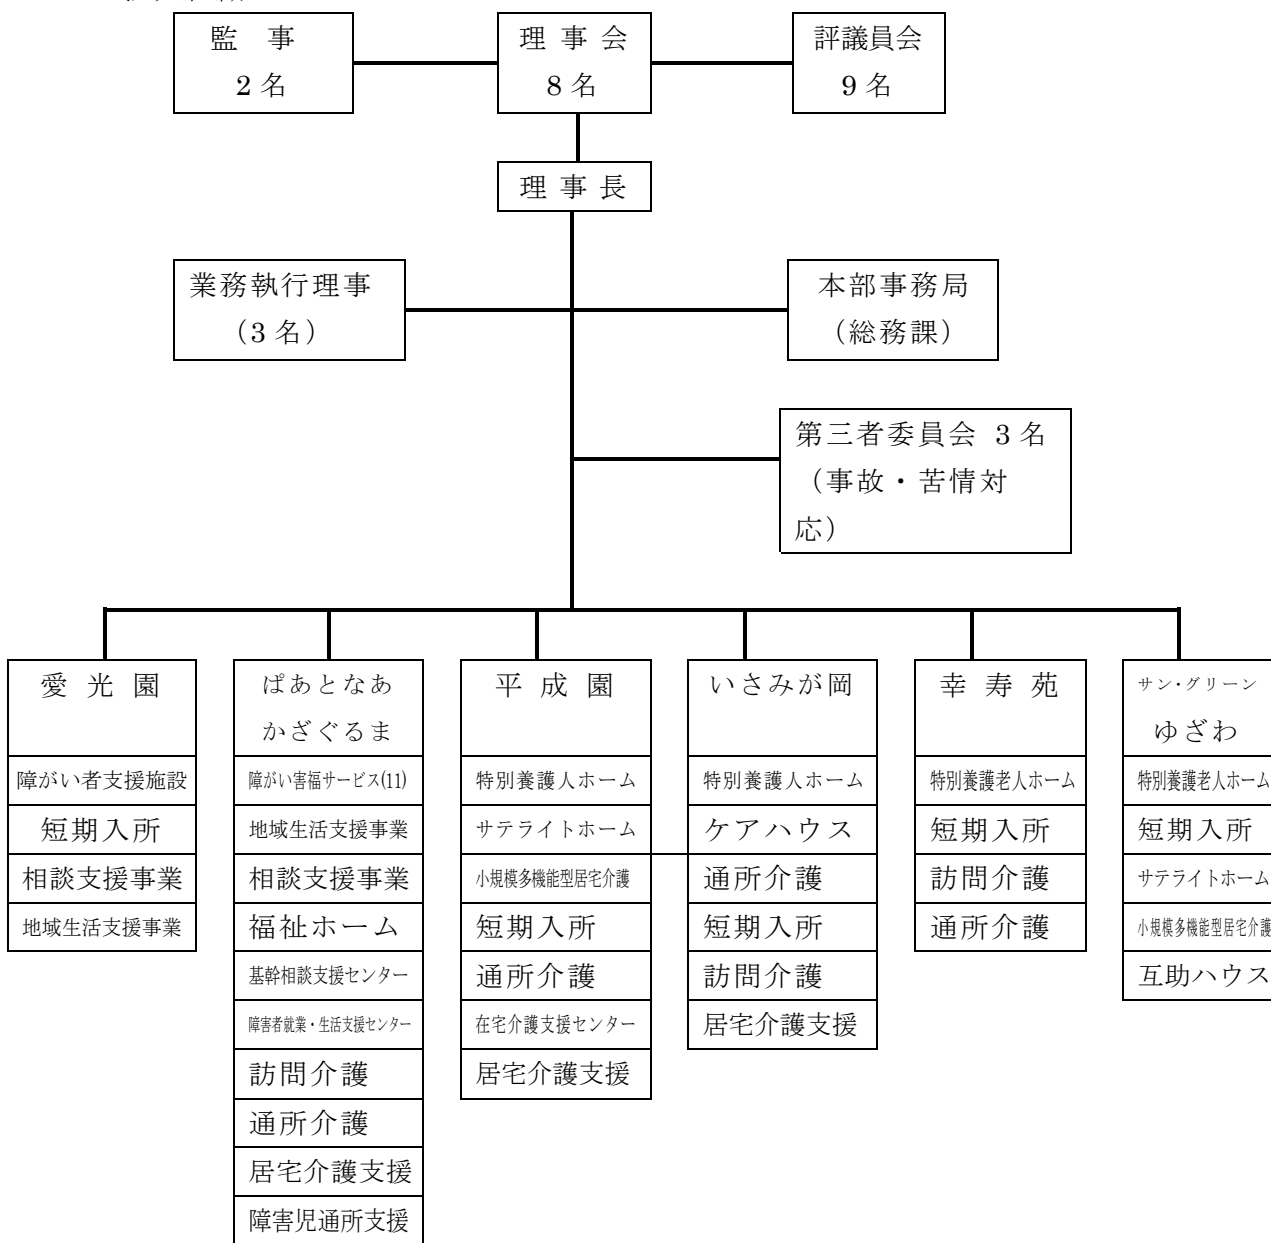 監 事
2 名
理 事 会
8 名
評議員会
9 名
理 事 長
業務執行理事
（3 名）
本部事務局
（総務課）
第三者委員会 3 名
（事故・苦情対
応）
愛 光 園
障がい者支援施設
短期入所
相談支援事業
地域生活支援事業
ぱあとなあ
かざぐるま
障がい害福サービス(11)
地域生活支援事業
相談支援事業
福祉ホーム
基幹相談支援センター
障害者就業・生活支援センター
訪問介護
通所介護
居宅介護支援
障害児通所支援
平 成 園
特別養護人ホーム
サテライトホーム
小規模多機能型居宅介護
短期入所
通所介護
在宅介護支援センター
居宅介護支援
いさみが岡
特別養護人ホーム
ケアハウス
通所介護
短期入所
訪問介護
居宅介護支援
幸 寿 苑
特別養護老人ホーム
短期入所
訪問介護
通所介護
サン・グリーン
ゆざわ
特別養護老人ホーム
短期入所
サテライトホーム
小規模多機能型居宅介護
互助ハウス